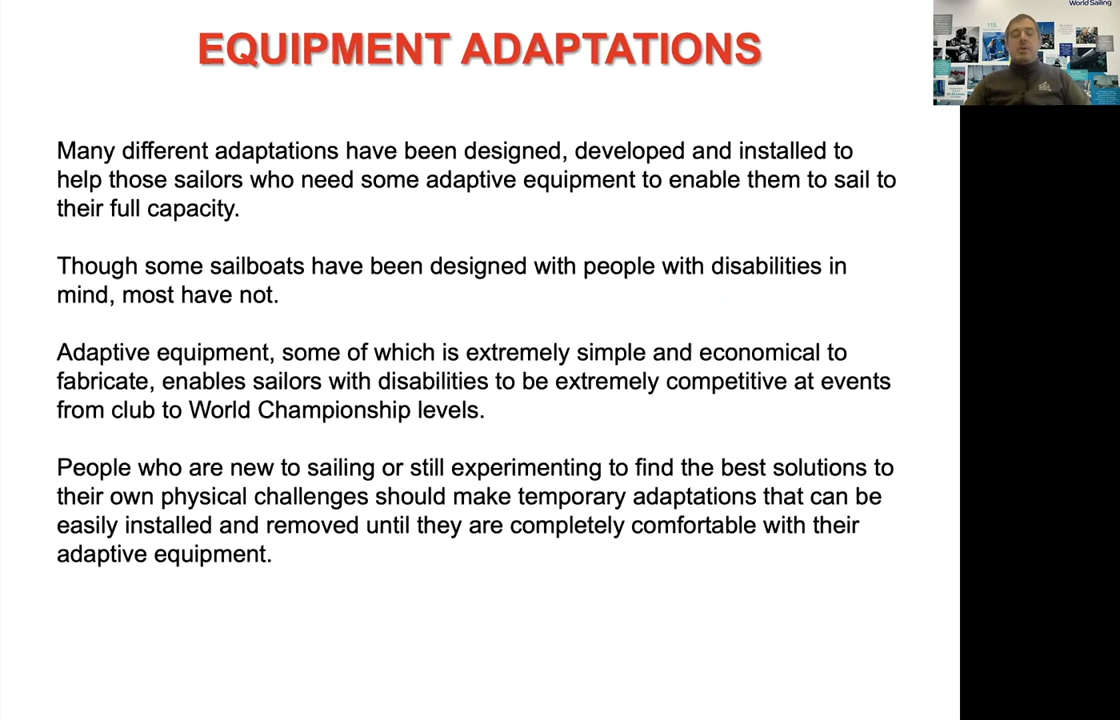 World Sailing
EQUIPMENT ADAPTATIONS
Many different adaptations have been designed, developed and installed to
help those sailors who need some adaptive equipment to enable them to sail to
their full capacity.
Though some sailboats have been designed with people with disabilities in
mind, most have not.
Adaptive equipment, some of which is extremely simple and economical to
fabricate, enables sailors with disabilities to be extremely competitive at events
from club to World Championship levels.
People who are new to sailing or still experimenting to find the best solutions to
their own physical challenges should make temporary adaptations that can be
easily installed and removed until they are completely comfortable with their
adaptive equipment.